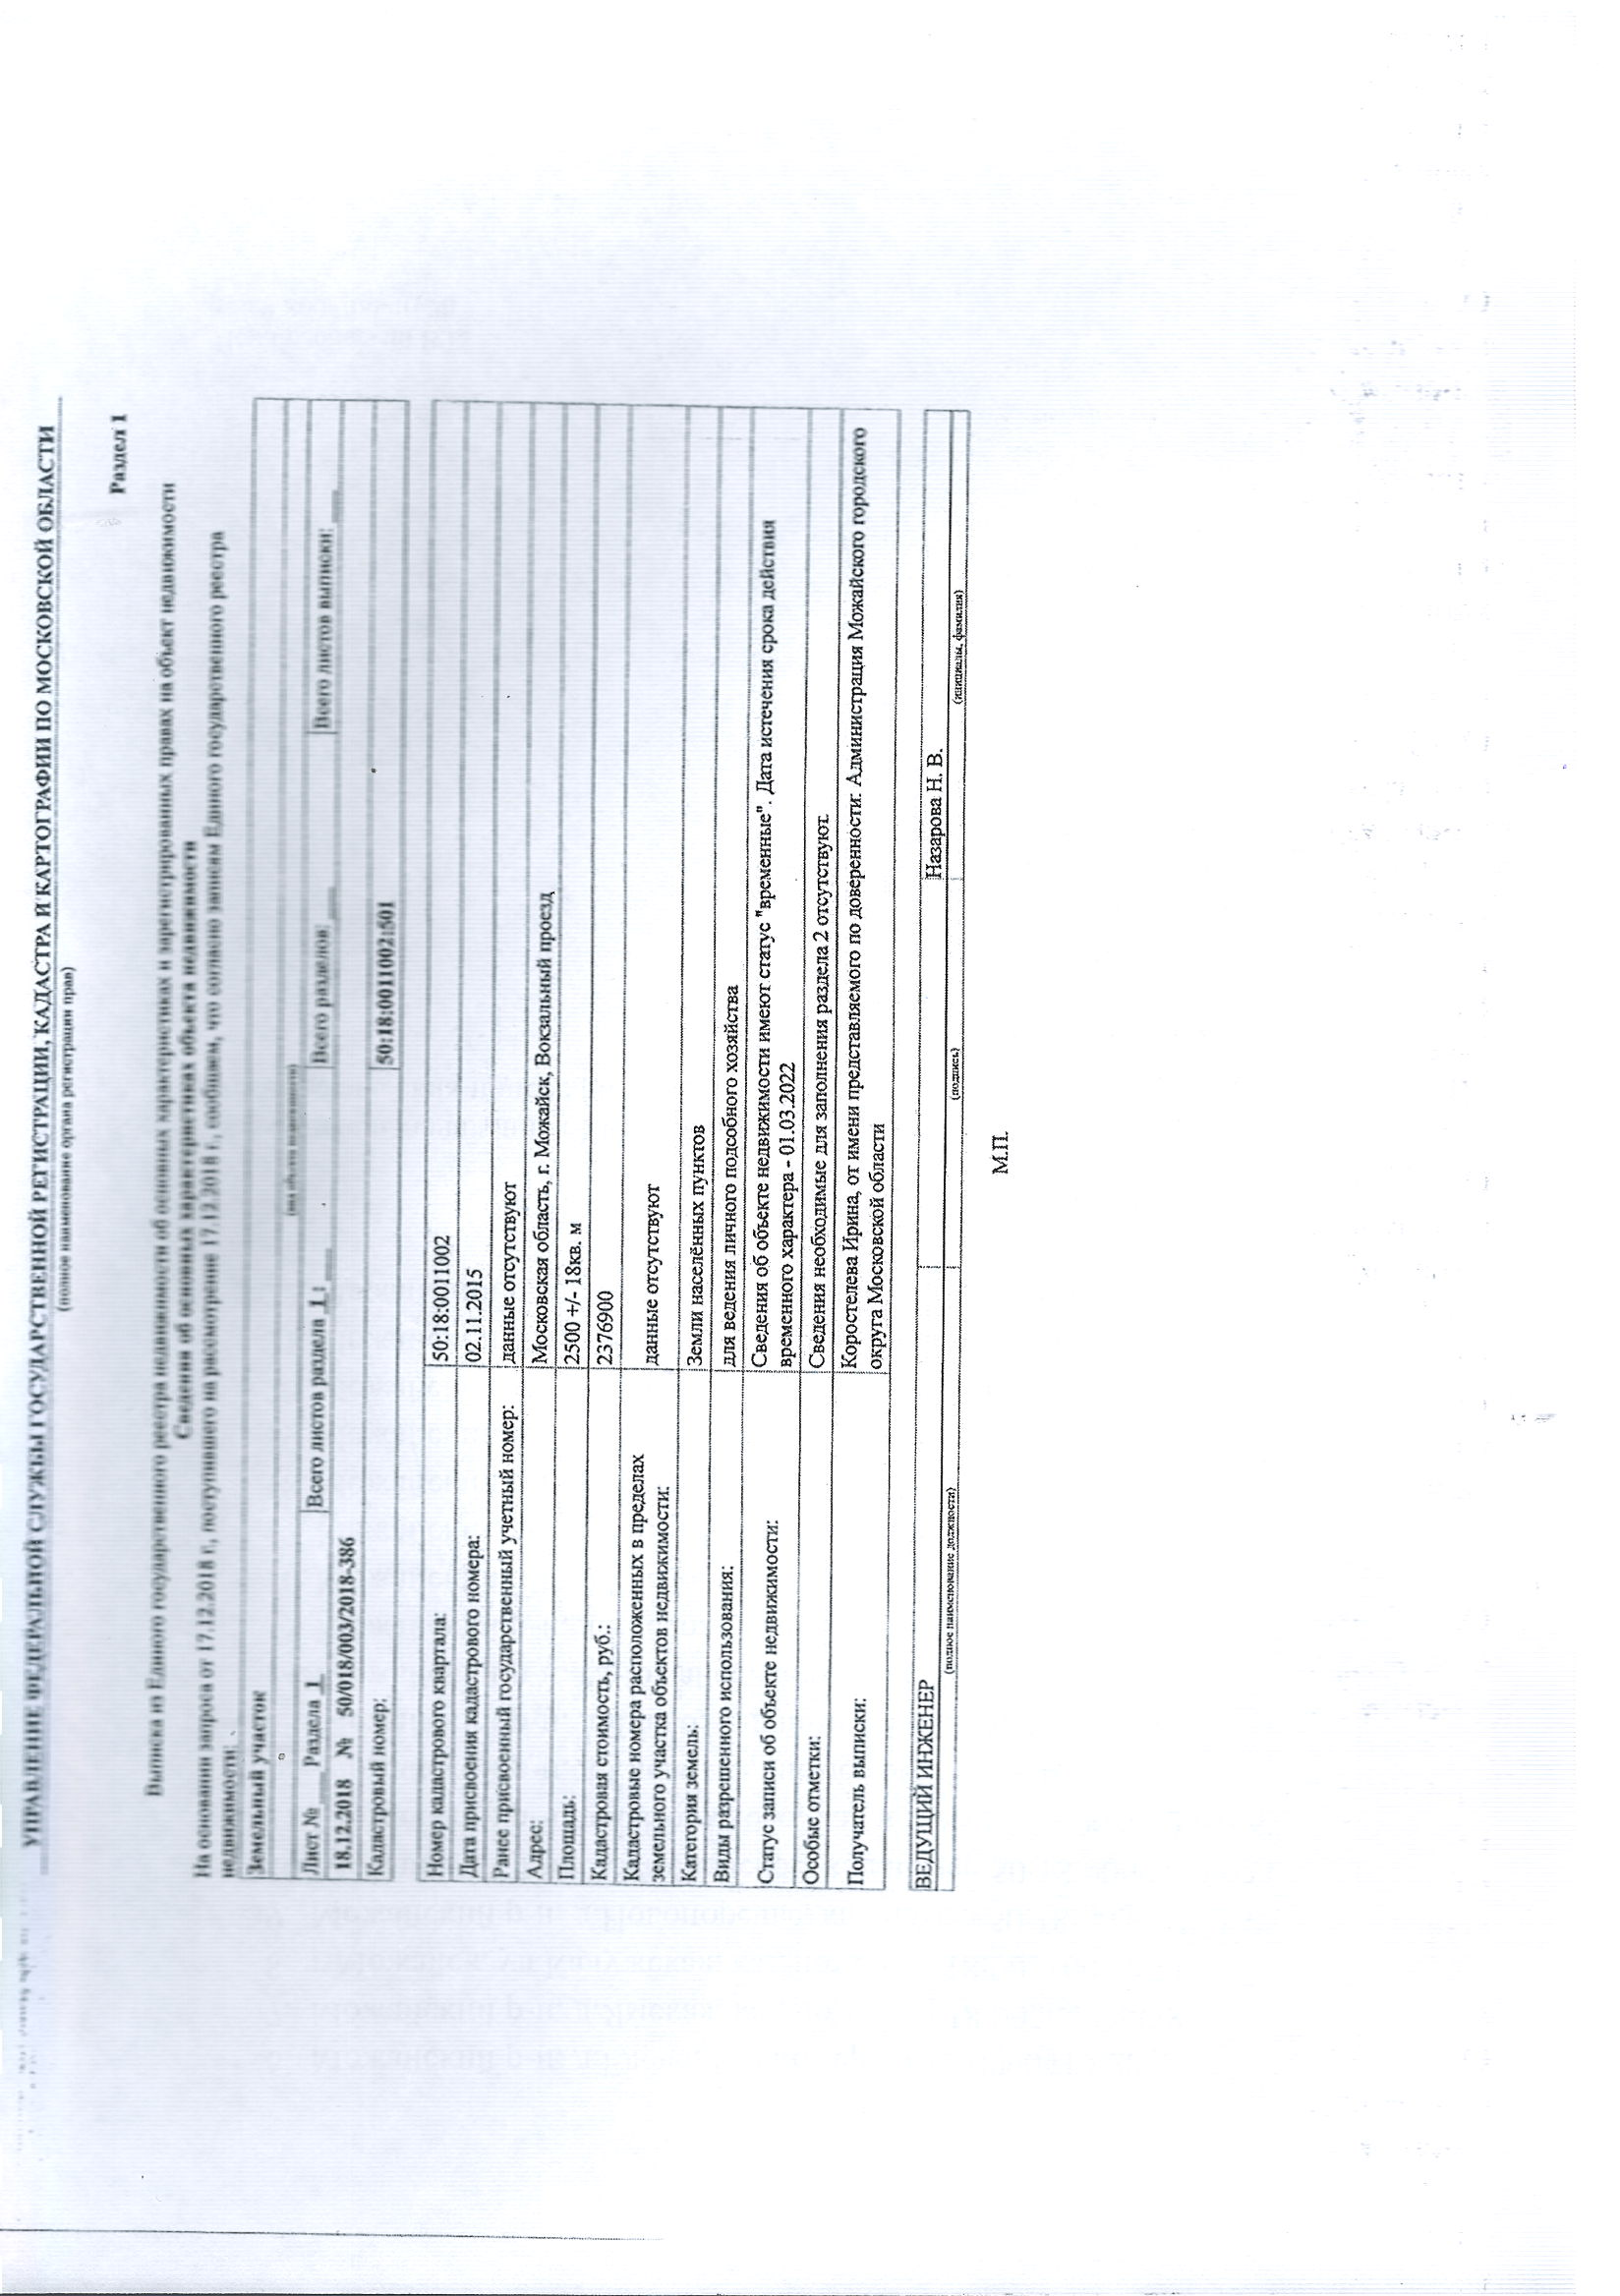 УПРАВЛЕНИЕ ФЕДЕРАЛЬНОЙ СЛУЖБЫ ГОСУДАРСТВЕННОЙ РЕГИСТРАЦИИ, КАДАСТРА И КАРТОГРАФИИ ПО МОСКОВСКОЙ ОБЛАСТИ
(полное наименование органа регистрации прав)
Раздел 1
Выписка из Единого государственного реестра недвижимости об основных характеристиках и зарегистрированных правах на объект недвижимости
Сведения об основных характеристиках объекта недвижимости
На основании запроса от 17.12.2018 г., поступившего на рассмотрение 17.12.2018 г., сообщаем, что согласно записям Единого государственного реестра
недвижимости:
Земельный участок
(вид объекта недвижимости)
Лист № ___ Раздела 1 Всего листов раздела 1 : ___ Всего разделов: ___ Всего листов выписки: ___
18.12.2018 № 50/018/003/2018-386
Кадастровый номер: 50:18:0011002:501
Номер кадастрового квартала: 50:18:0011002
Дата присвоения кадастрового номера: 02.11.2015
Ранее присвоенный государственный учетный номер: данные отсутствуют
Адрес: Московская область, г. Можайск, Вокзальный проезд
Площадь: 2500 +/- 18кв. м
Кадастровая стоимость, руб.: 2376900
Кадастровые номера расположенных в пределах
земельного участка объектов недвижимости: данные отсутствуют
Категория земель: Земли населённых пунктов
Виды разрешенного использования: для ведения личного подсобного хозяйства
Статус записи об объекте недвижимости: Сведения об объекте недвижимости имеют статус "временные". Дата истечения срока действия
временного характера - 01.03.2022
Особые отметки: Сведения необходимые для заполнения раздела 2 отсутствуют.
Получатель выписки: Коростелева Ирина, от имени представляемого по доверенности: Администрация Можайского городского
округа Московской области
ВЕДУЩИЙ ИНЖЕНЕР Назарова Н. В.
(полное наименование должности) (подпись) (инициалы, фамилия)
М.П.